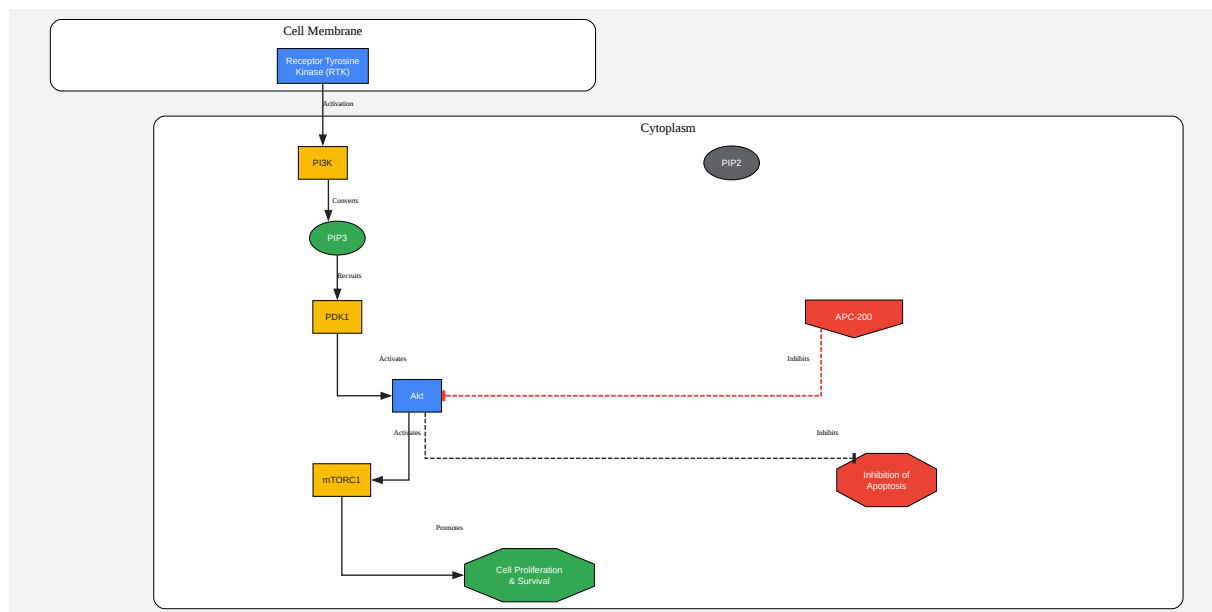 Cell Membrane
Receptor Tyrosine
Kinase (RTK)
Activation
Cytoplasm
PI3K
PIP2
Converts
PIP3
Recruits
PDK1
APC-200
Activates
Inhibits
Akt
Activates
Inhibits
mTORC1
Inhibition of
Apoptosis
Promotes
Cell Proliferation
& Survival